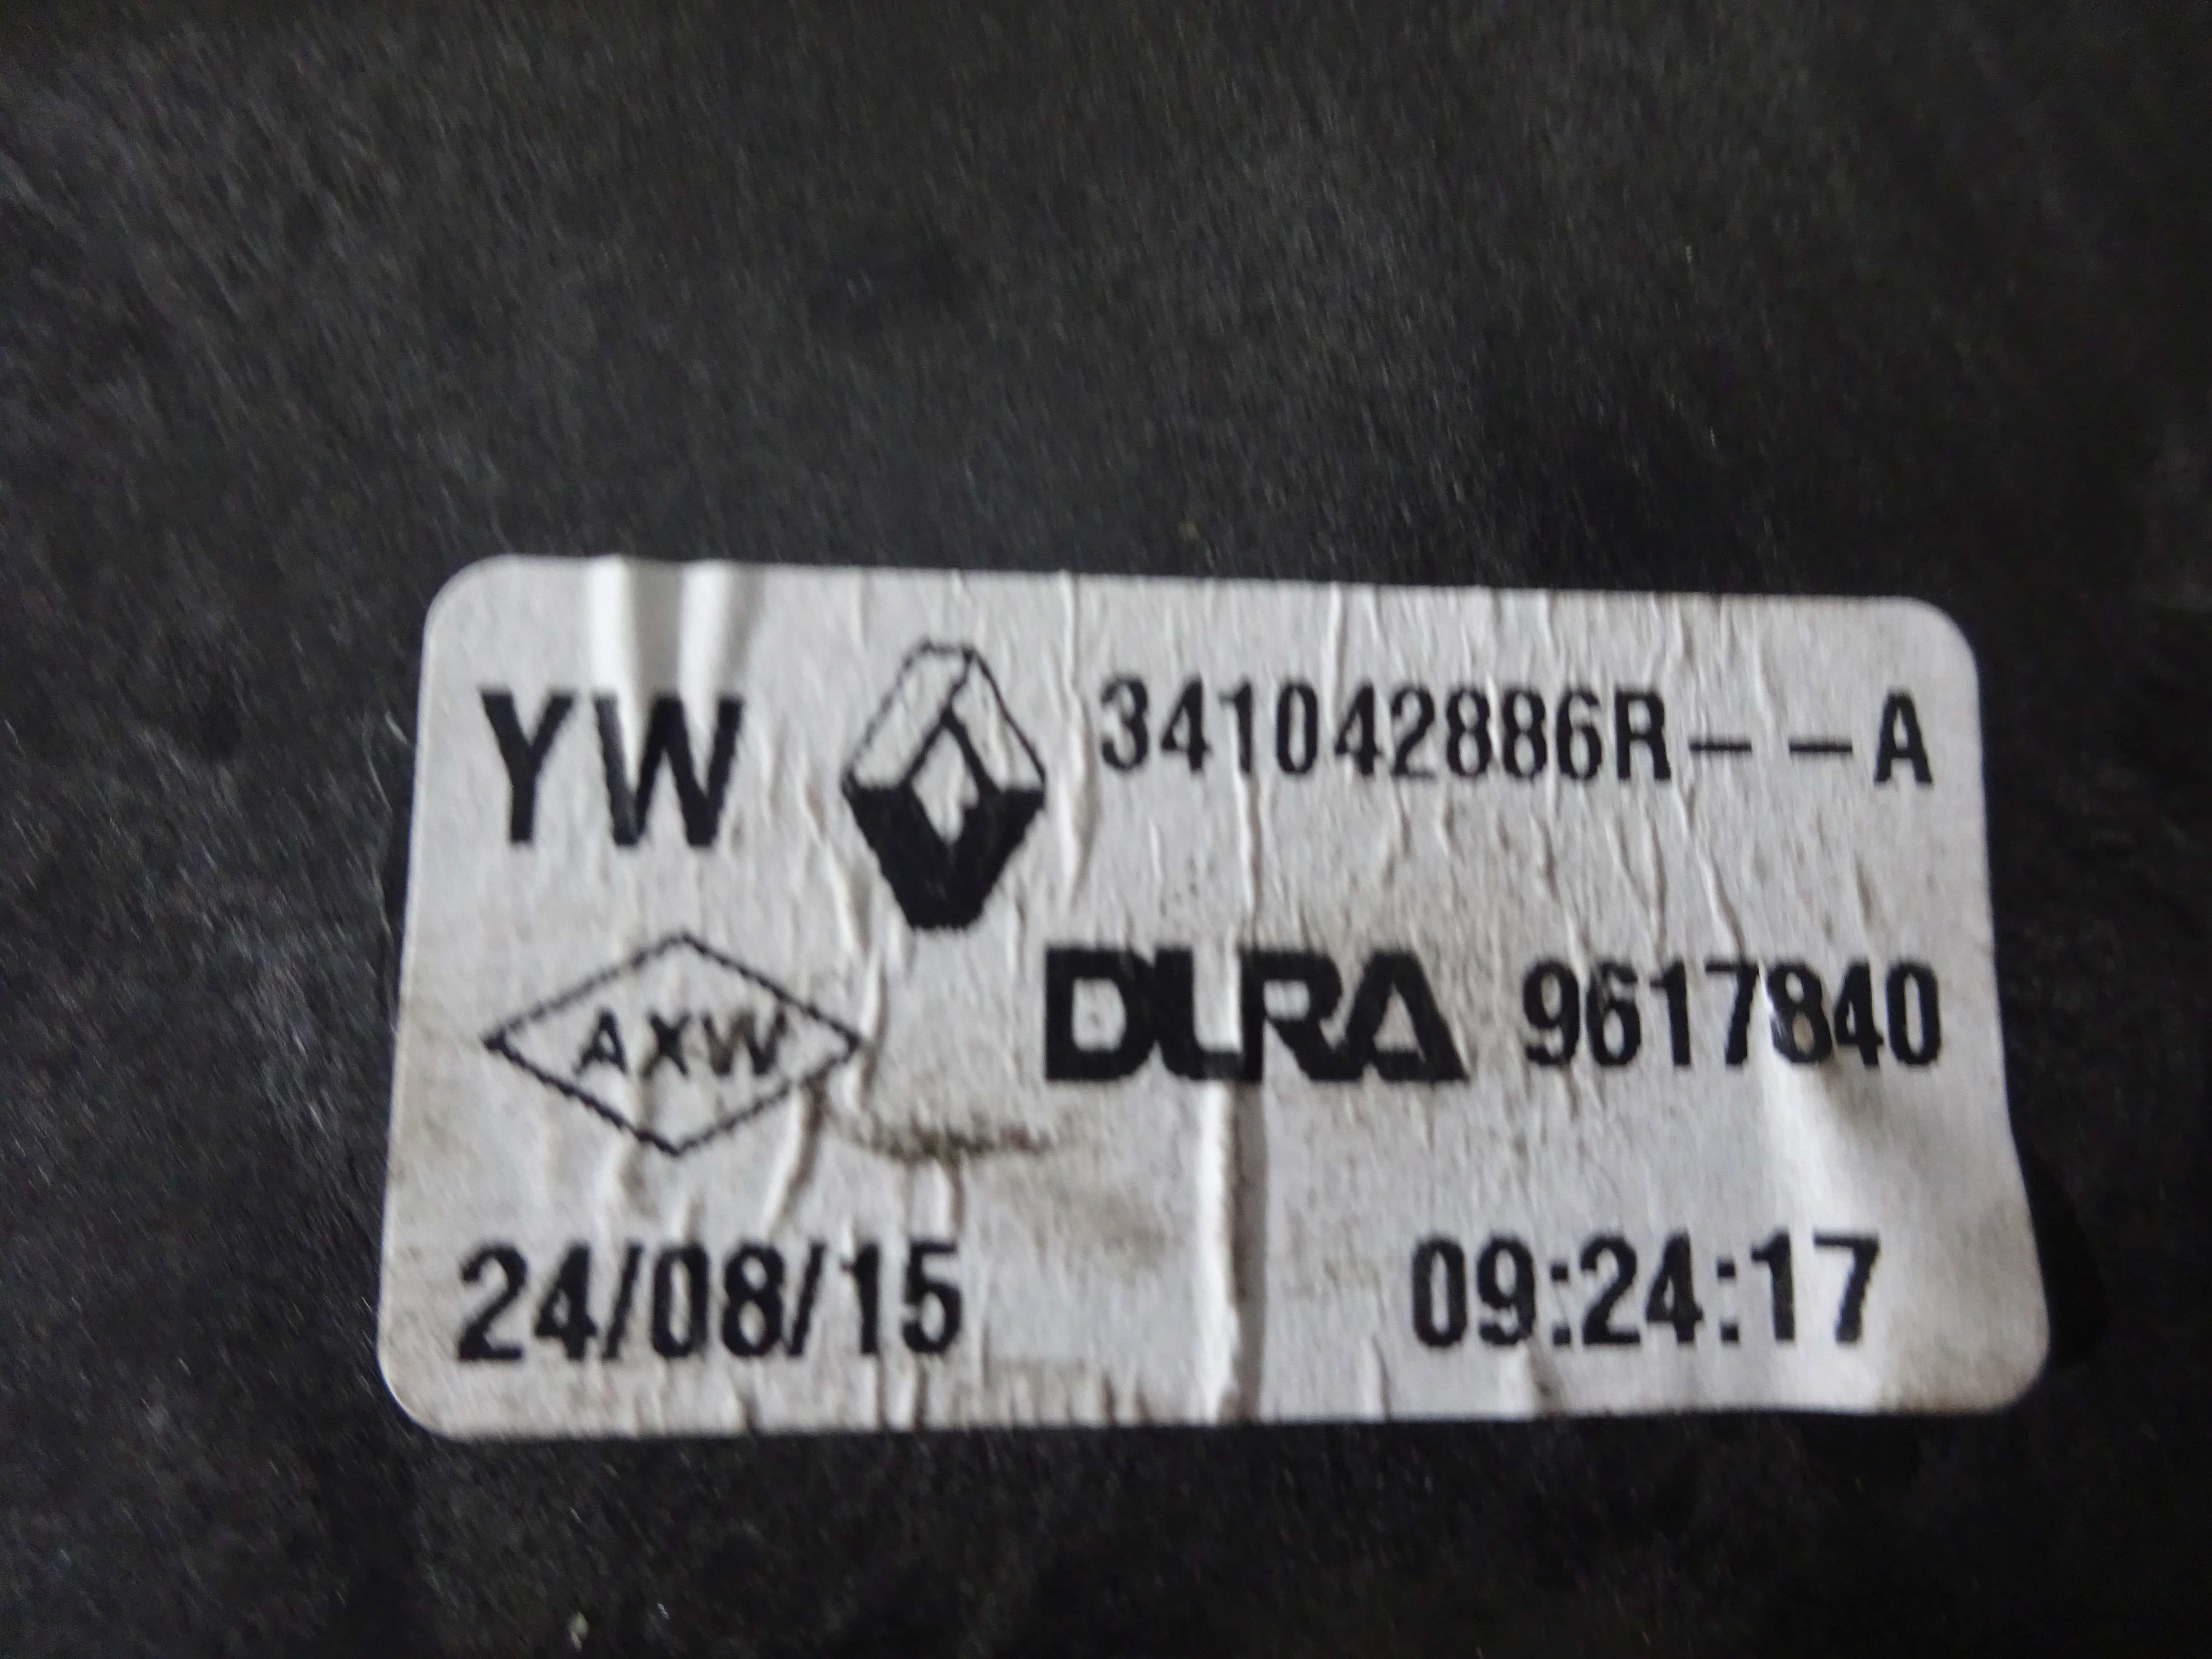 YW 341042886R--A
AXW DURA 9617840
24/08/15 09:24:17